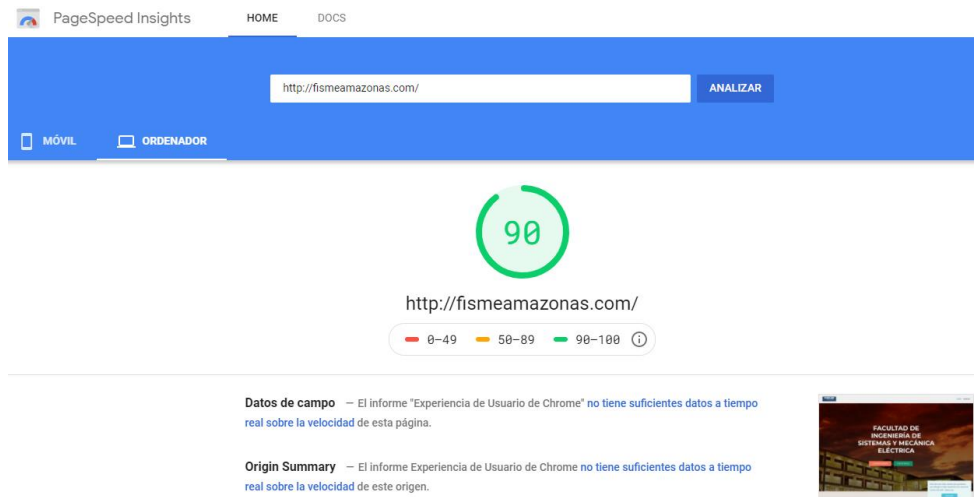 PageSpeed Insights
HOME
DOCS
http://fismeamazonas.com/
ANALIZAR
MÓVIL
ORDENADOR
90
http://fismeamazonas.com/
0–49
50–89
90–100
Datos de campo — El informe "Experiencia de Usuario de Chrome" no tiene suficientes datos a tiempo
real sobre la velocidad de esta página.
FACULTAD DE
INGENIERÍA DE
SISTEMAS Y MECÁNICA
ELÉCTRICA
Origin Summary — El informe Experiencia de Usuario de Chrome no tiene suficientes datos a tiempo
real sobre la velocidad de este origen.